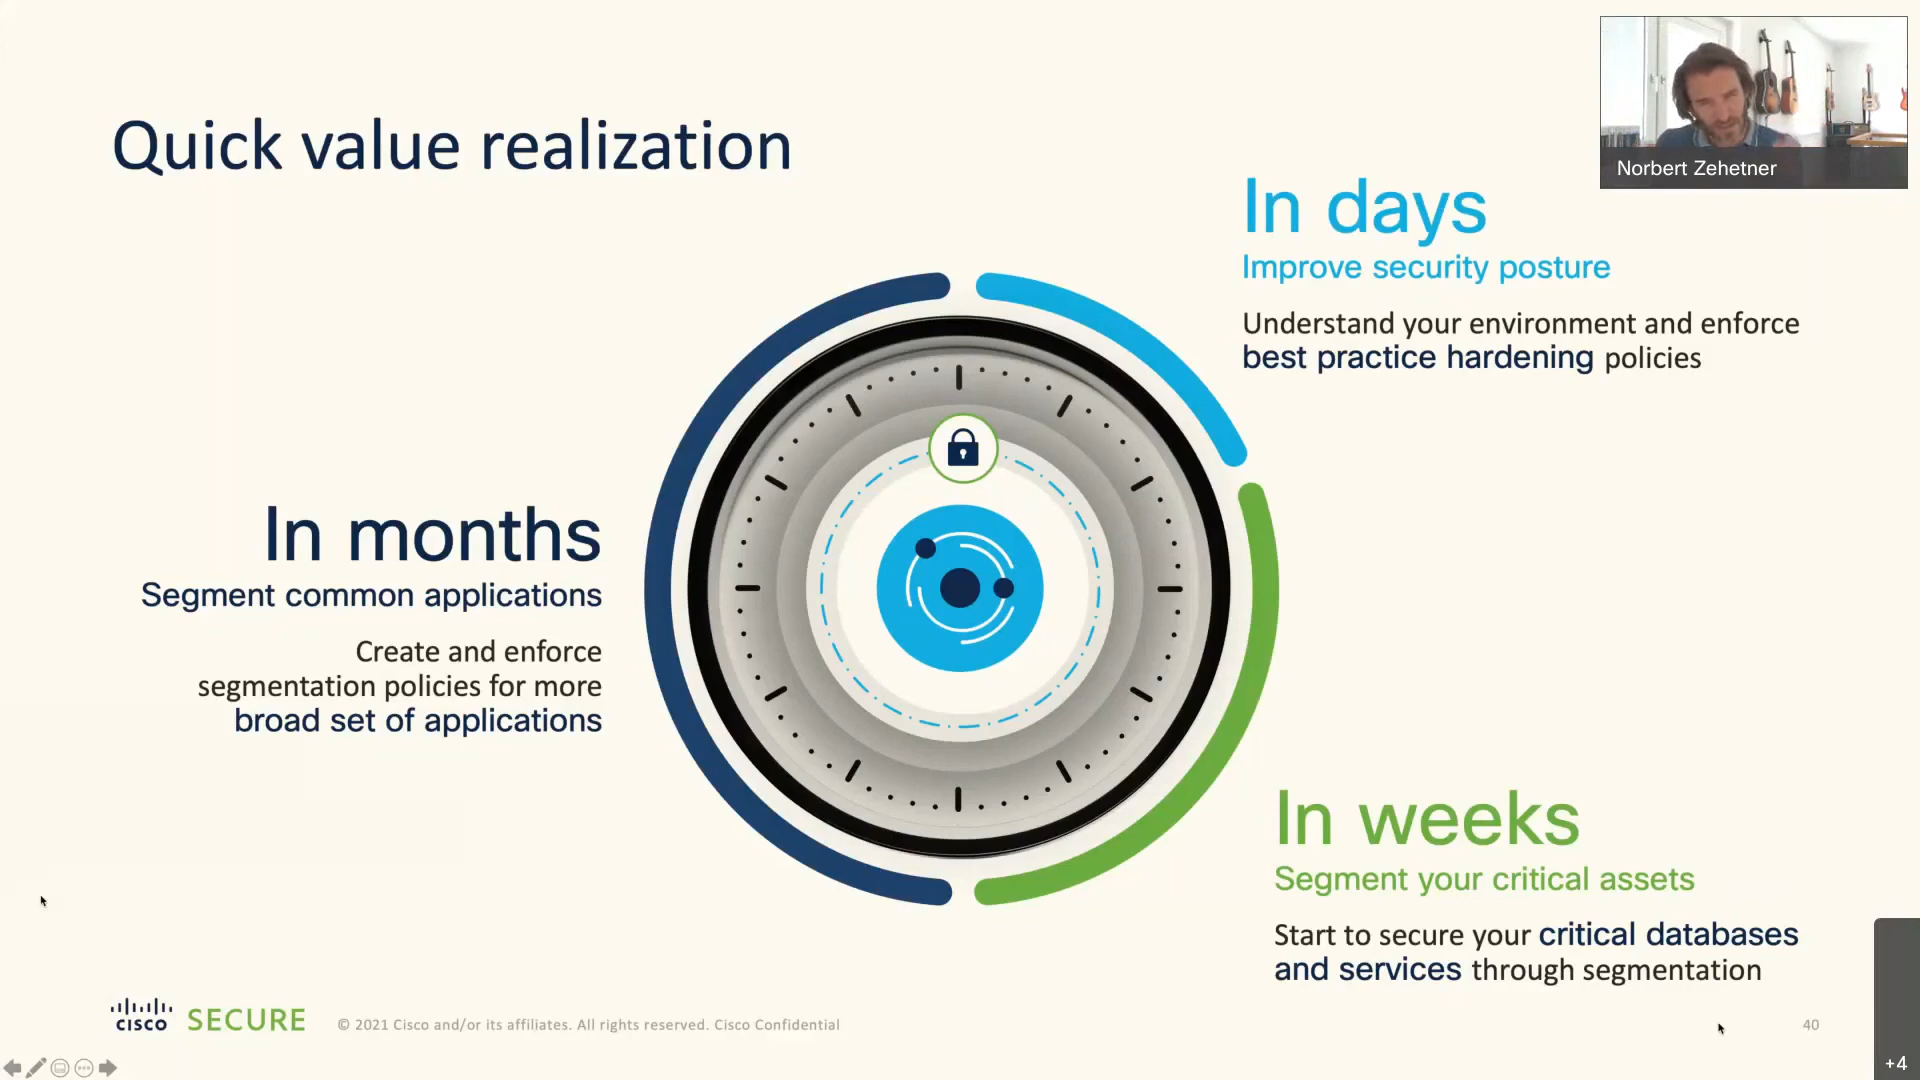 Quick value realization
Norbert Zehetner
In days
Improve security posture
Understand your environment and enforce
best practice hardening policies
In months
Segment common applications
Create and enforce
segmentation policies for more
broad set of applications
In weeks
Segment your critical assets
Start to secure your critical databases
and services through segmentation
CISCO SECURE
© 2021 Cisco and/or its affiliates. All rights reserved. Cisco Confidential
40
+4